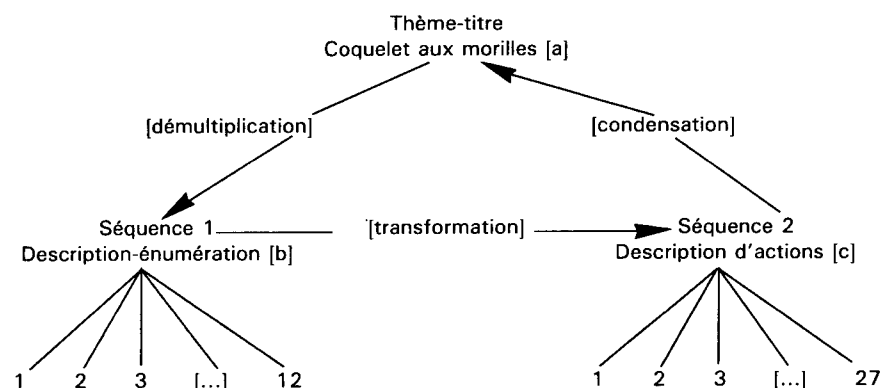 Thème-titre
Coquelet aux morilles [a]
[démultiplication]
[condensation]
Séquence 1
[transformation]
Séquence 2
Description-énumération [b]
Description d'actions [c]
1 2 3 [...] 12
1 2 3 [...] 27